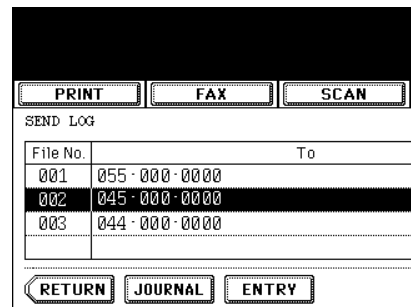 PRINT FAX SCAN
SEND LOG
File No. To
001 055-000-0000
002 045-000-0000
003 044-000-0000
RETURN JOURNAL ENTRY